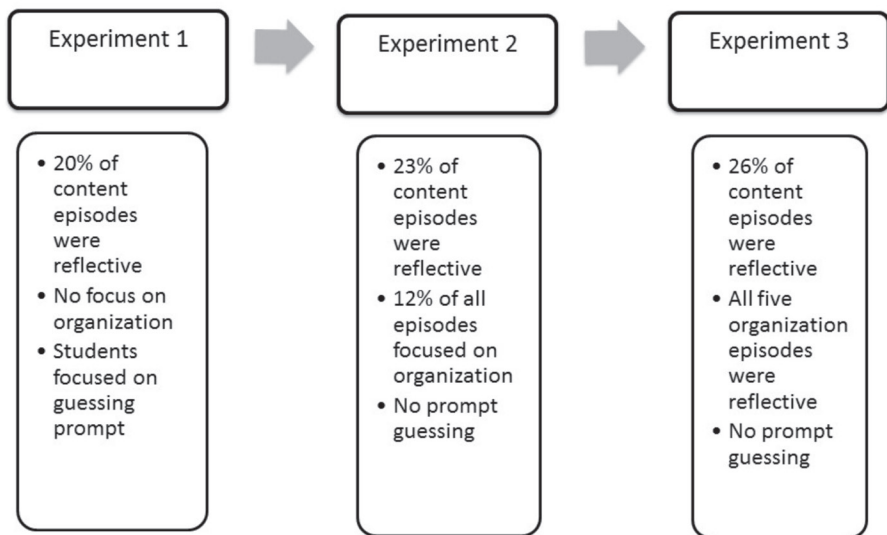 Experiment 1
Experiment 2
Experiment 3
• 20% of
content
episodes
were
reflective
• No focus on
organization
• Students
focused on
guessing
prompt
• 23% of
content
episodes
were
reflective
• 12% of all
episodes
focused on
organization
• No prompt
guessing
• 26% of
content
episodes
were
reflective
• All five
organization
episodes
were
reflective
• No prompt
guessing